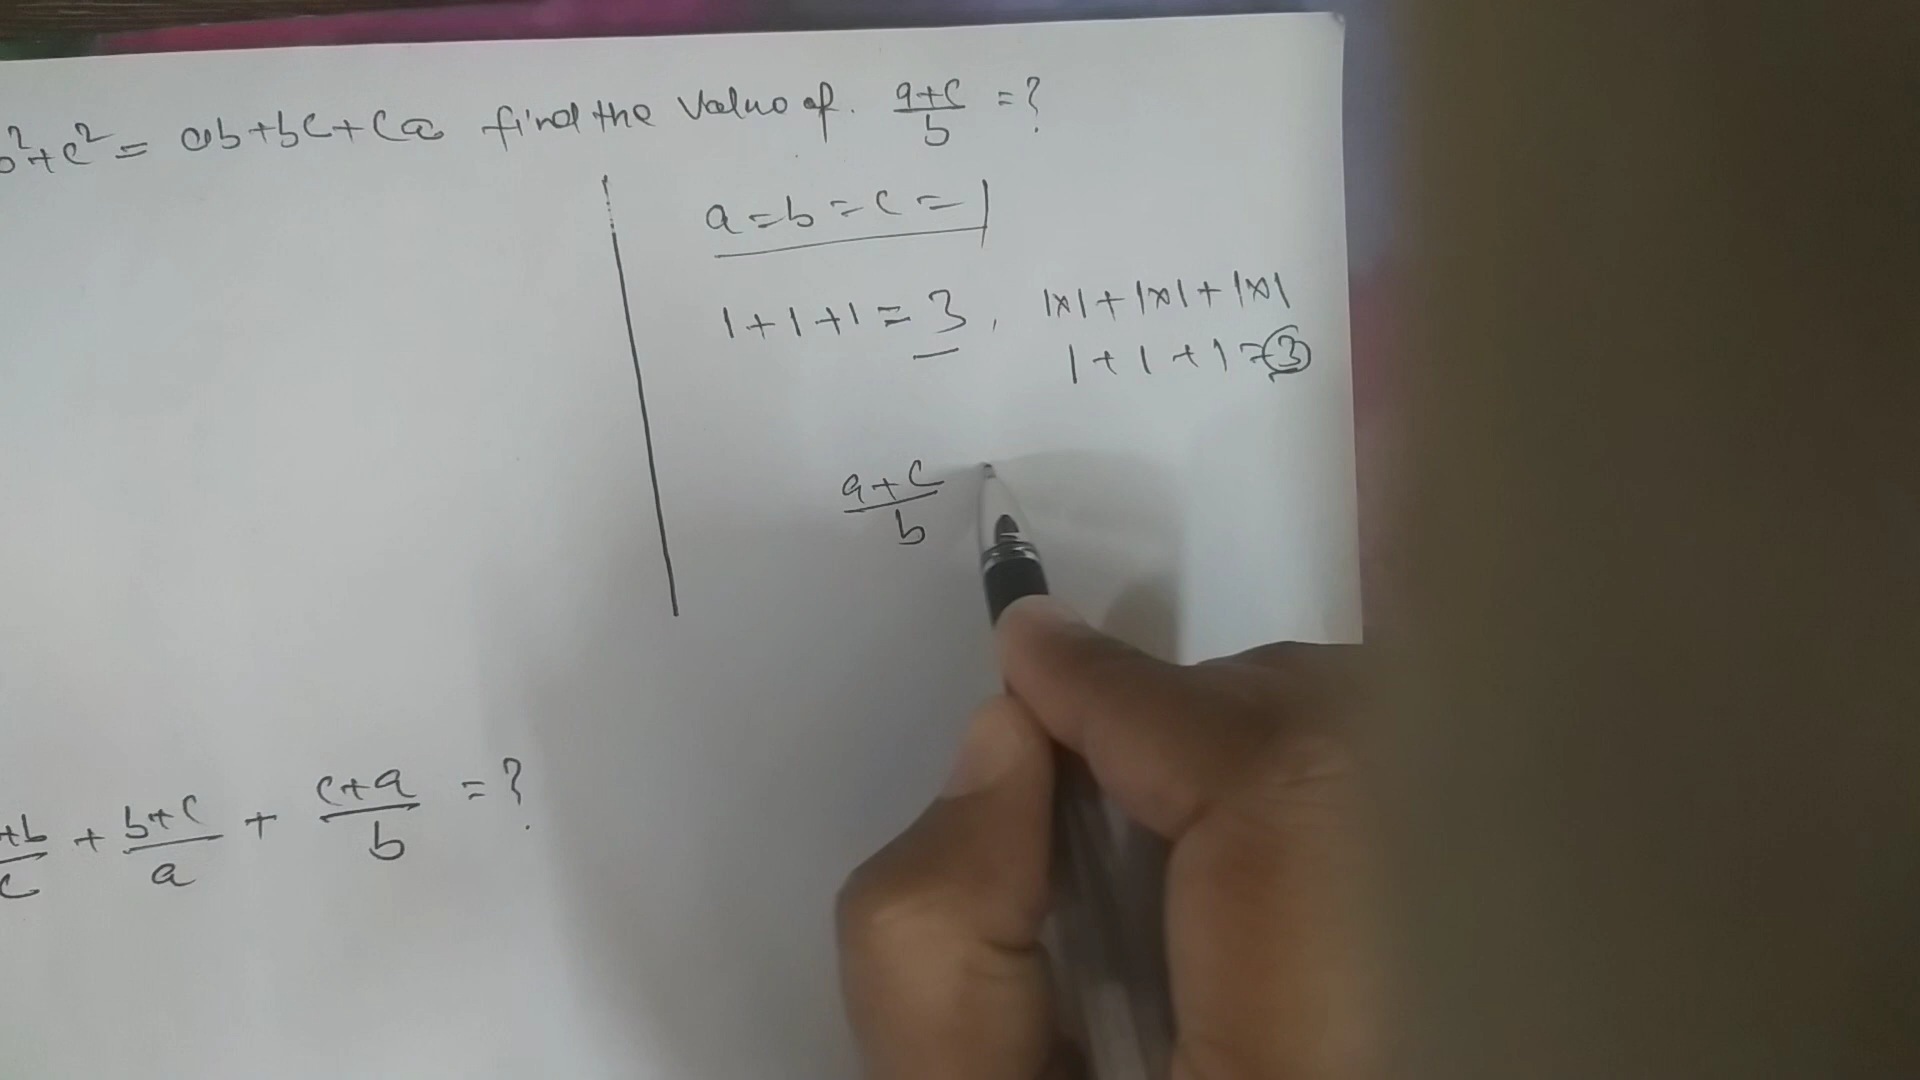 b²+c² = ab+bc+ca find the value of. a+c/b = ?
a=b=c=1
1+1+1=3, 1×1+1×1+1×1
1+1+1=3
a+c/b
+b/c + b+c/a + c+a/b = ?